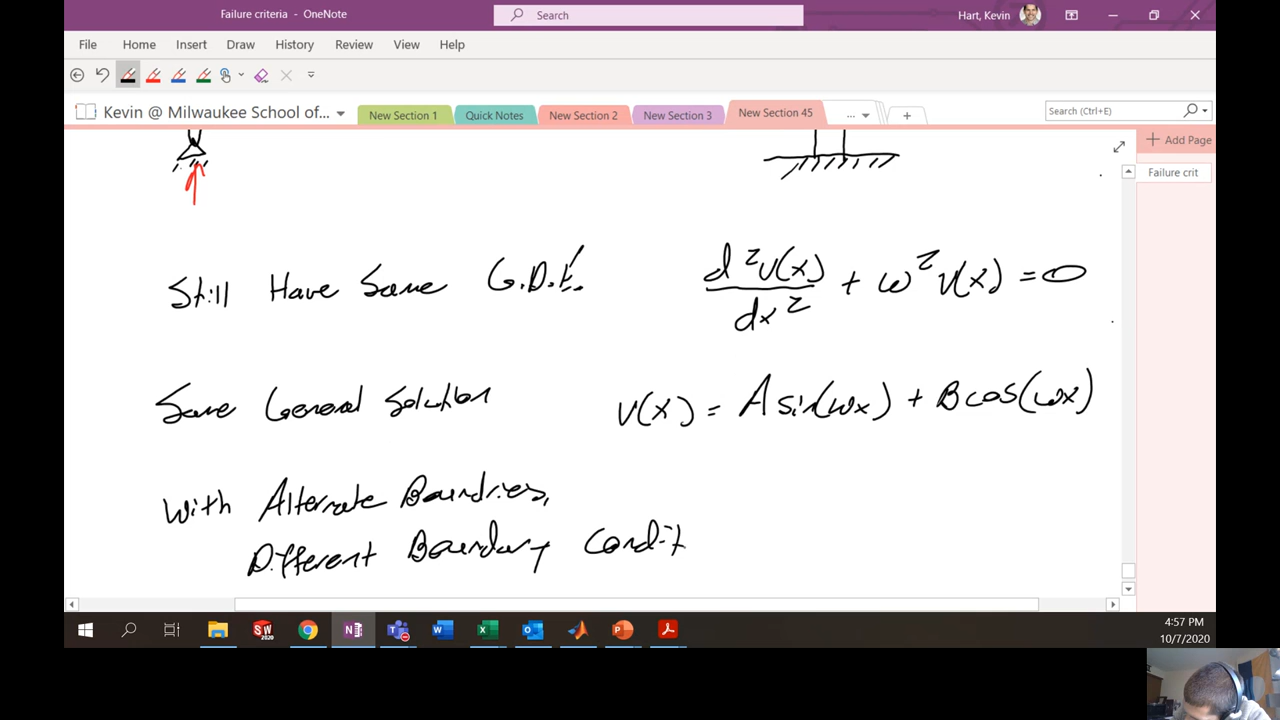 Failure criteria - OneNote
Search
Hart, Kevin
File Home Insert Draw History Review View Help
Kevin @ Milwaukee School of...
New Section 1
Quick Notes
New Section 2
New Section 3
New Section 45
...
Search (Ctrl+E)
Add Page
Failure crit
Still Have Same G.D.E!
d²v(x)/dx² + ω²v(x) = 0
Same General Solution
v(x) = A sin(ωx) + B cos(ωx)
With Alternate Boundries,
Different Boundary Condit
SW
2020
4:57 PM
10/7/2020